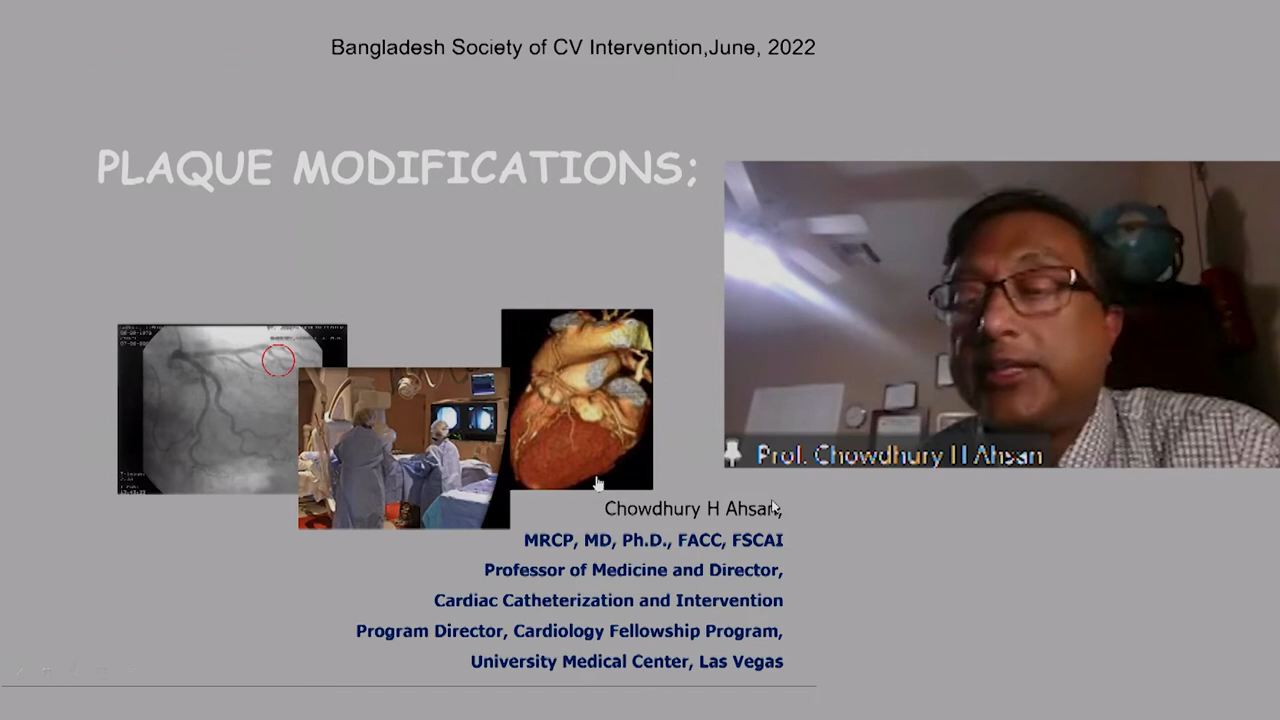 Bangladesh Society of CV Intervention,June, 2022
PLAQUE MODIFICATIONS;
Prof. Chowdhury H Ahsan
Chowdhury H Ahsan,
MRCP, MD, Ph.D., FACC, FSCAI
Professor of Medicine and Director,
Cardiac Catheterization and Intervention
Program Director, Cardiology Fellowship Program,
University Medical Center, Las Vegas